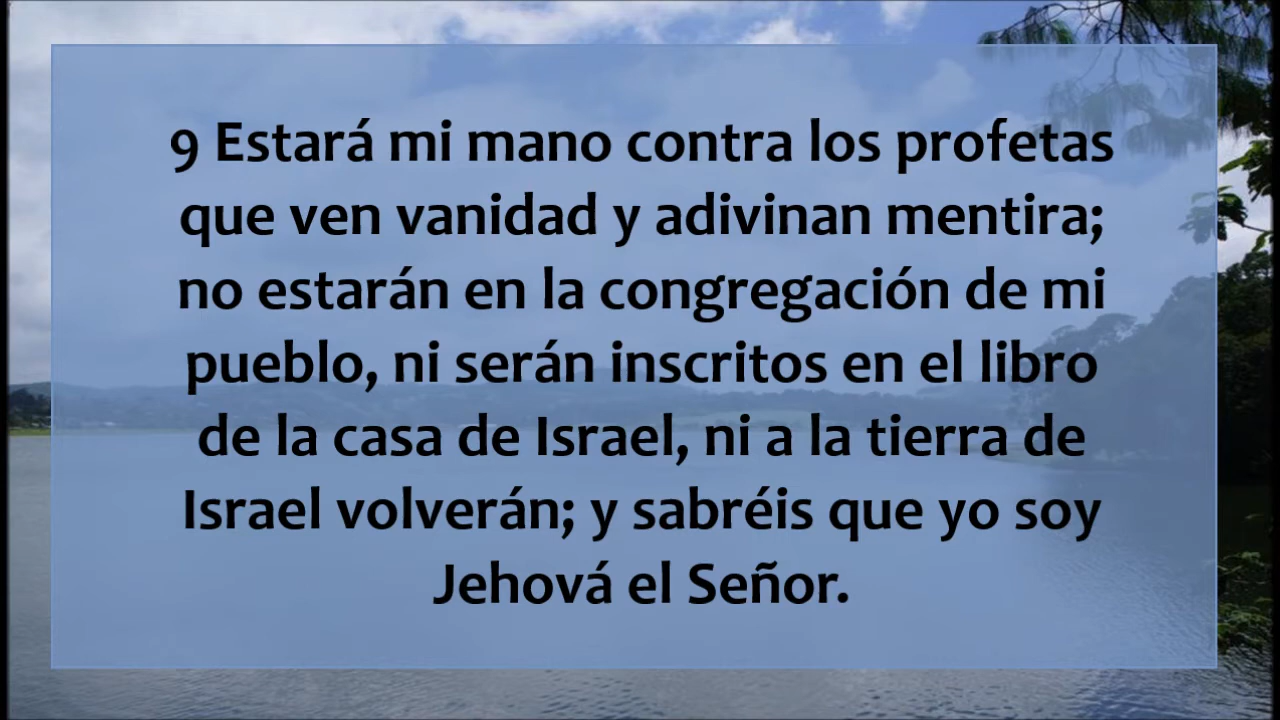 9 Estará mi mano contra los profetas
que ven vanidad y adivinan mentira;
no estarán en la congregación de mi
pueblo, ni serán inscritos en el libro
de la casa de Israel, ni a la tierra de
Israel volverán; y sabréis que yo soy
Jehová el Señor.